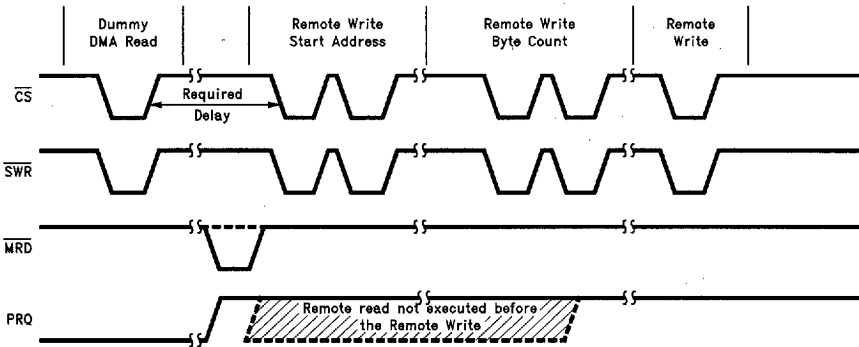 Dummy
DMA Read
Remote Write
Start Address
Remote Write
Byte Count
Remote
Write
CS
Required
Delay
SWR
MRD
PRQ
Remote read not executed before
the Remote Write